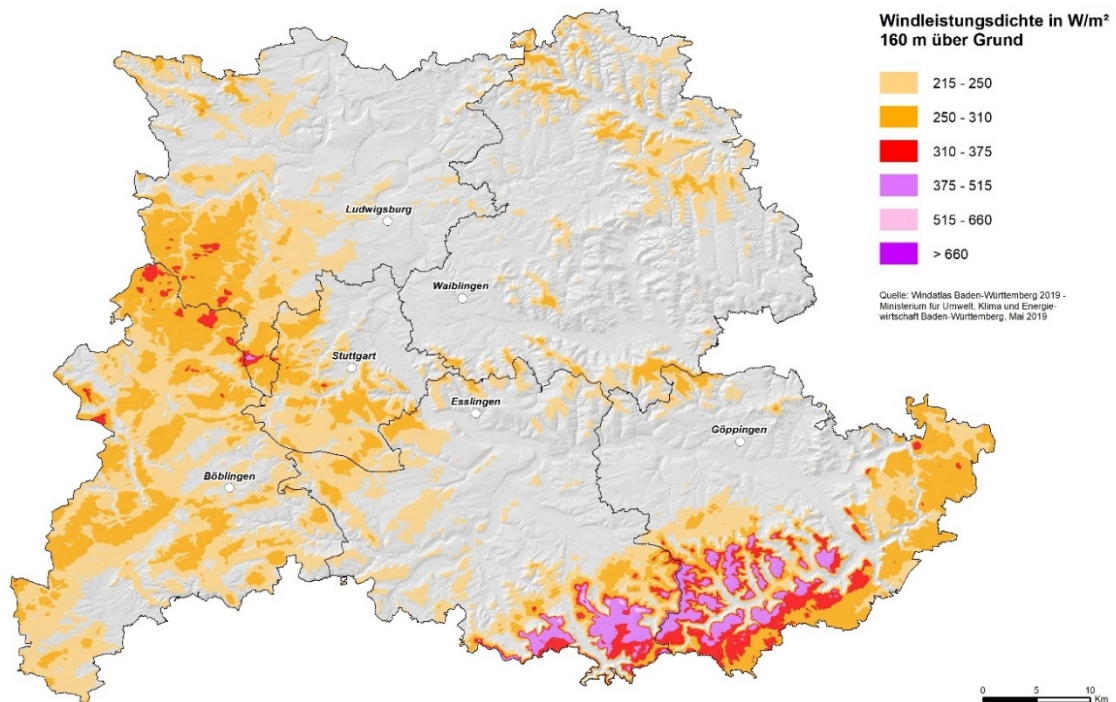 Windleistungsdichte in W/m²
160 m über Grund
215 - 250
250 - 310
310 - 375
375 - 515
515 - 660
> 660
Quelle: Windatlas Baden-Württemberg 2019 -
Ministerium für Umwelt, Klima und Energie-
wirtschaft Baden-Württemberg, Mai 2019
Ludwigsburg
Waiblingen
Stuttgart
Esslingen
Göppingen
Böblingen
0 5 10
Km